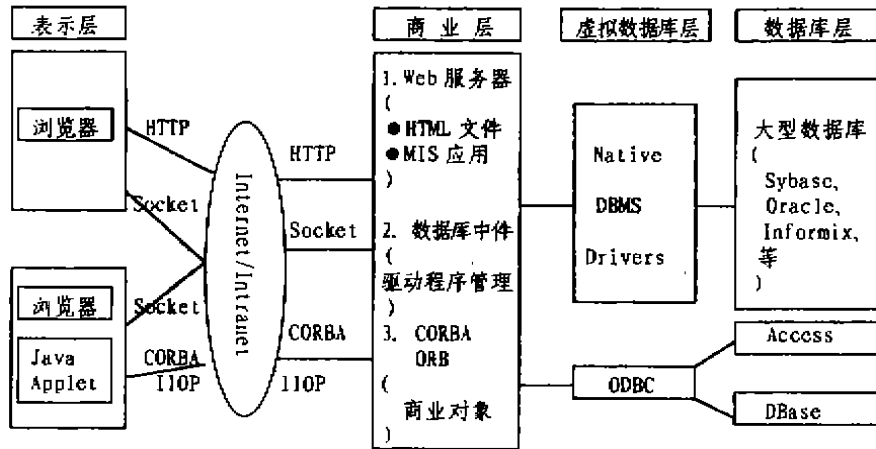 表示层
商业层
虚拟数据库层
数据库层
浏览器
HTTP
Socket
浏览器
Socket
Java
Applet
CORBA
IIOP
Internet/Intranet
HTTP
Socket
CORBA
IIOP
1. Web 服务器
(
●HTML 文件
●MIS 应用
)
2. 数据库中件
(
驱动程序管理
)
3. CORBA
ORB
(
商业对象
)
Native
DBMS
Drivers
ODBC
大型数据库
(
Sybase、
Oracle、
Informix、
等
)
Access
DBase